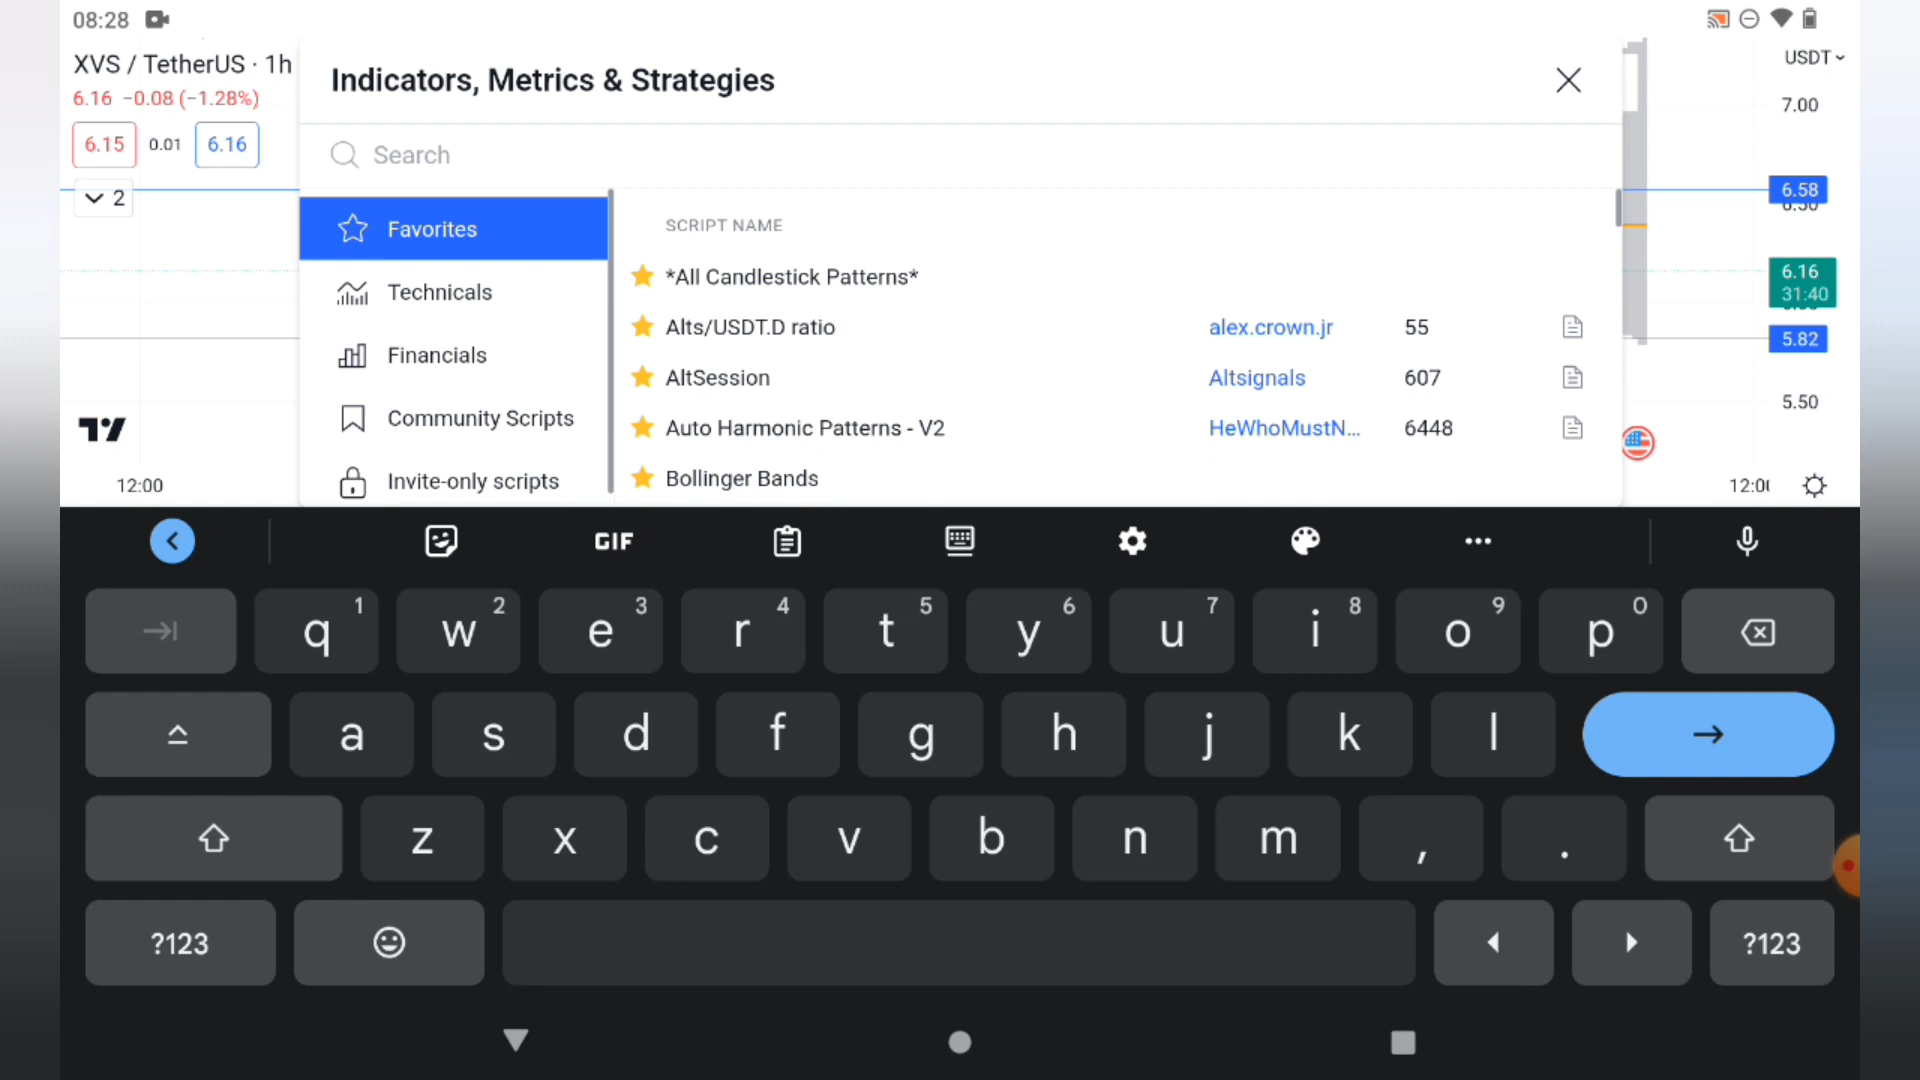 08:28
XVS / TetherUS · 1h
6.16 −0.08 (−1.28%)
6.15 0.01 6.16
2
Indicators, Metrics & Strategies
Search
Favorites
Technicals
Financials
Community Scripts
Invite-only scripts
SCRIPT NAME
*All Candlestick Patterns*
Alts/USDT.D ratio alex.crown.jr 55
AltSession Altsignals 607
Auto Harmonic Patterns - V2 HeWhoMustN... 6448
Bollinger Bands
USDT
7.00
6.58
6.16
31:40
5.82
5.50
12:00
GIF
q 1 w 2 e 3 r 4 t 5 y 6 u 7 i 8 o 9 p 0
a s d f g h j k l
z x c v b n m , .
?123 ?123